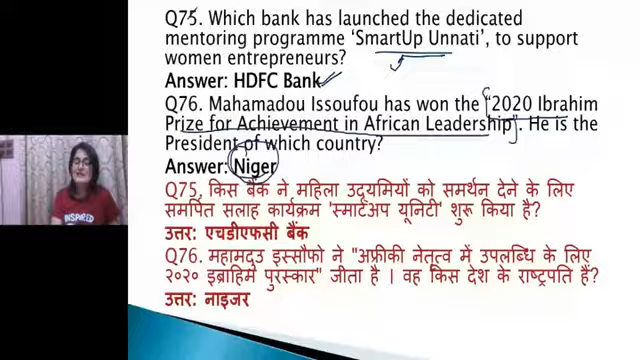 Q75. Which bank has launched the dedicated
mentoring programme ‘SmartUp Unnati’, to support
women entrepreneurs?
Answer: HDFC Bank
Q76. Mahamadou Issoufou has won the "2020 Ibrahim
Prize for Achievement in African Leadership". He is the
President of which country?
Answer: Niger
Q75. किस बैंक ने महिला उद्यमियों को समर्थन देने के लिए
समर्पित सलाह कार्यक्रम 'स्मार्टअप यूनिटी' शुरू किया है?
उत्तर: एचडीएफसी बैंक
Q76. महामदउ इस्सौफो ने "अफ्रीकी नेतृत्व में उपलब्धि के लिए
२०२० इब्राहिम पुरस्कार" जीता है । वह किस देश के राष्ट्रपति हैं?
उत्तर: नाइजर
INSPIRED